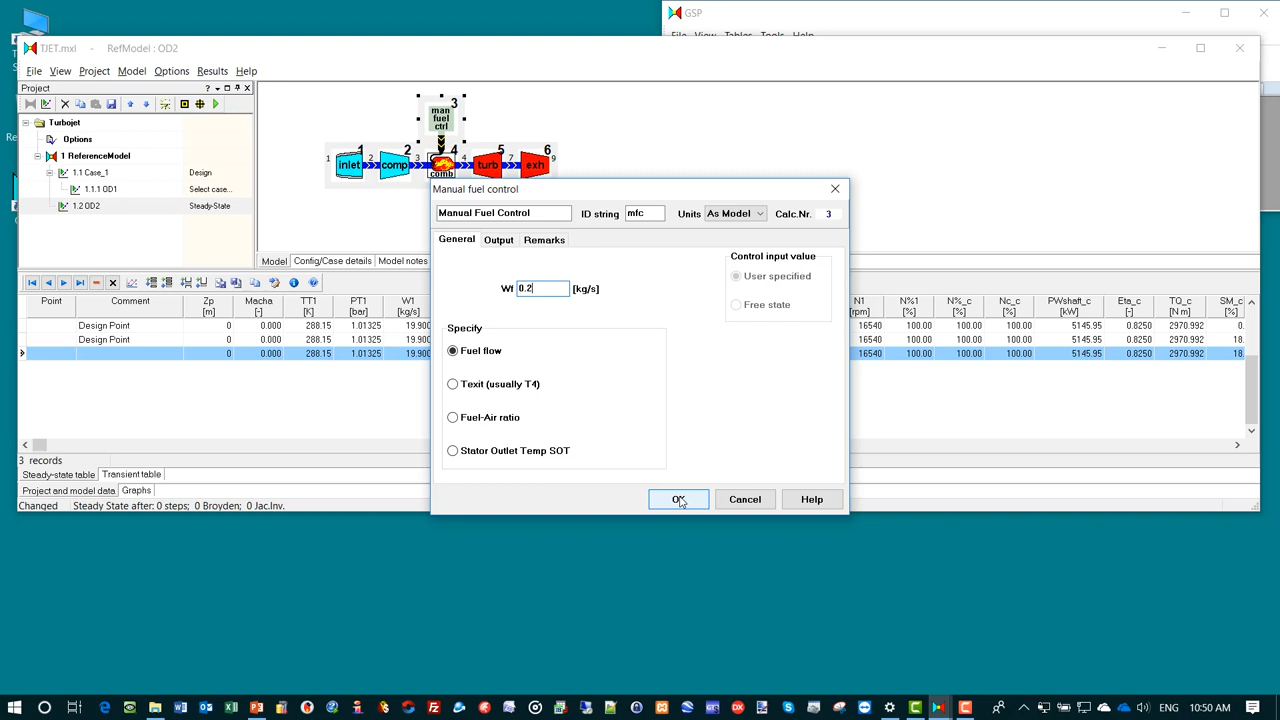 GSP
File View Tables Tools Help
TJET.mxl - RefModel : OD2
File View Project Model Options Results Help
Project
Turbojet
Options
1 ReferenceModel
1.1 Case_1 Design
1.1.1 OD1 Select case...
1.2 OD2 Steady-State
3
man
fuel
ctrl
1 2 4 5 6
1 inlet 2 comp 3 comb 4 turb 7 exh 9
Model Config/Case details Model notes
Manual fuel control
Manual Fuel Control ID string mfc Units As Model Calc.Nr. 3
General Output Remarks
Control input value
User specified
Free state
Wf 0.2 [kg/s]
Specify
Fuel flow
Texit (usually T4)
Fuel-Air ratio
Stator Outlet Temp SOT
OK Cancel Help
Point Comment Zp [m] Macha [-] TT1 [K] PT1 [bar] W1 [kg/s] N1 [rpm] N%1 [%] N%_c [%] Nc_c [%] PWshaft_c [kW] Eta_c [-] TQ_c [N m] SM_c [%]
Design Point 0 0.000 288.15 1.01325 19.900 16540 100.00 100.00 100.00 5145.95 0.8250 2970.992 0.
Design Point 0 0.000 288.15 1.01325 19.900 16540 100.00 100.00 100.00 5145.95 0.8250 2970.992 18.
0 0.000 288.15 1.01325 19.900 16540 100.00 100.00 100.00 5145.95 0.8250 2970.992 18.
3 records
Steady-state table Transient table
Project and model data Graphs
Changed Steady State after: 0 steps; 0 Broyden; 0 Jac.Inv.
ENG 10:50 AM